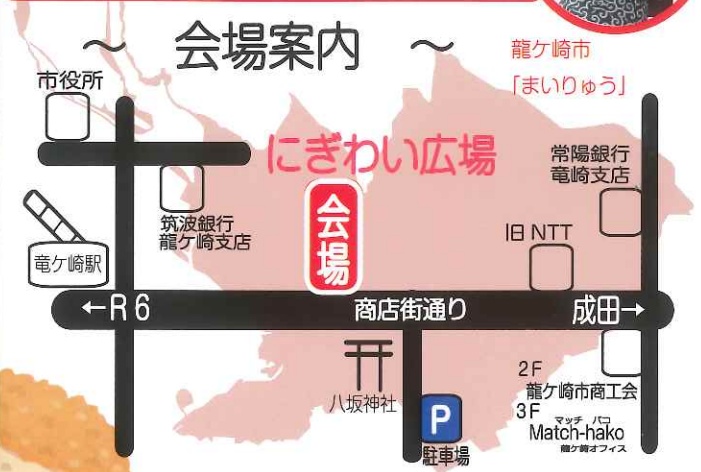 ～ 会場案内 ～
龍ケ崎市
「まいりゅう」
市役所
にぎわい広場
常陽銀行
竜崎支店
筑波銀行
龍ケ崎支店
会場
旧NTT
竜ケ崎駅
←R6
商店街通り
成田→
八坂神社
P
駐車場
2F
龍ケ崎市商工会
3F
マッチ バコ
Match-hako
龍ケ崎オフィス